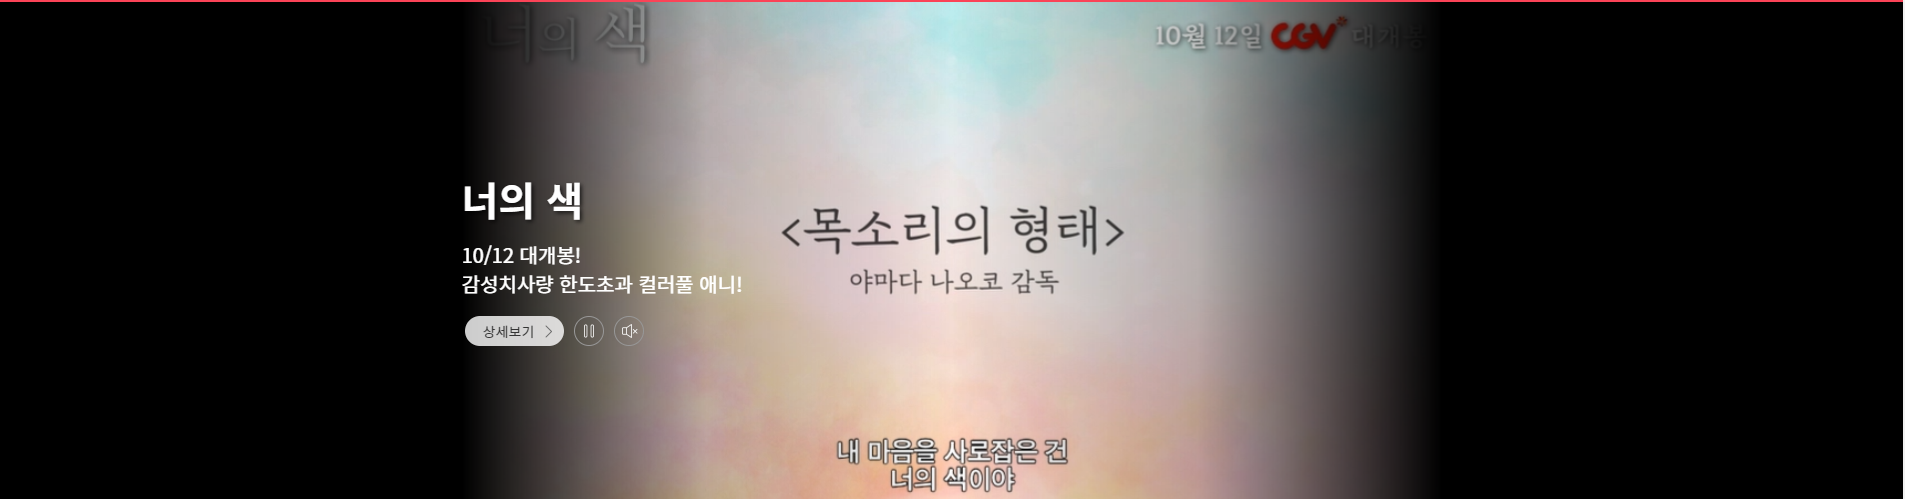 너의 색
10월 12일 CGV 대개봉
너의 색
10/12 대개봉!
감성치사량 한도초과 컬러풀 애니!
상세보기
<목소리의 형태>
야마다 나오코 감독
내 마음을 사로잡은 건
너의 색이야